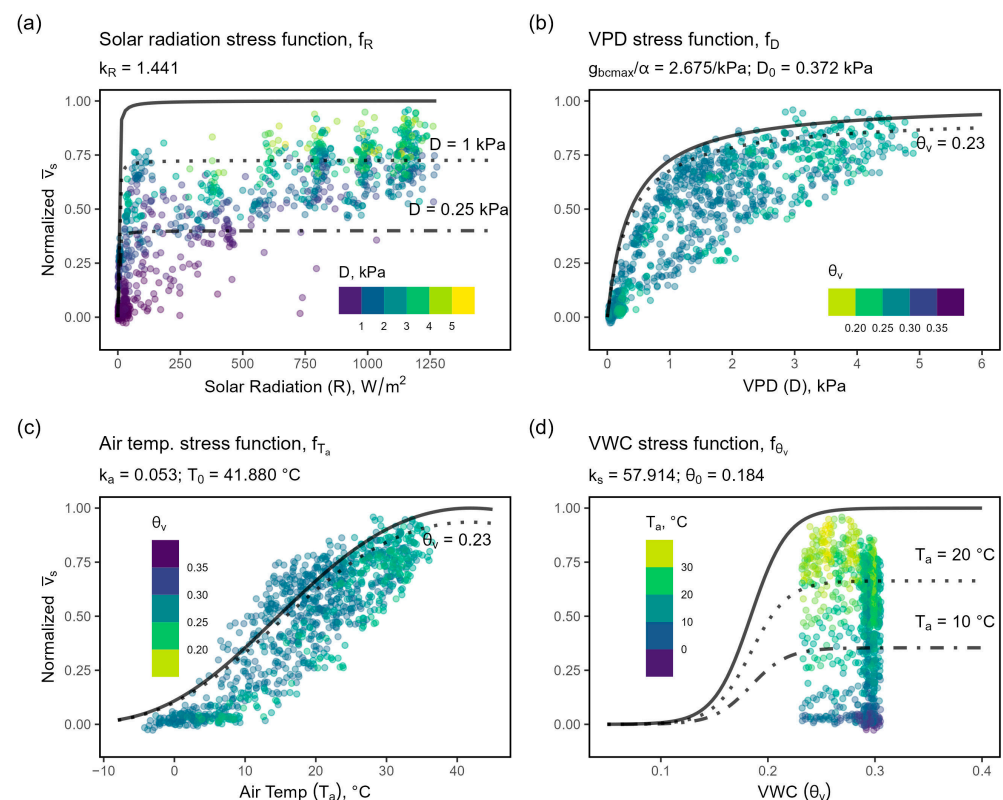 (a)
Solar radiation stress function, f_R
k_R = 1.441
Normalized v̅_s
1.00
0.75
0.50
0.25
0.00
D = 1 kPa
D = 0.25 kPa
D, kPa
1 2 3 4 5
0 250 500 750 1000 1250
Solar Radiation (R), W/m²
(b)
VPD stress function, f_D
g_bcmax/α = 2.675/kPa; D_0 = 0.372 kPa
1.00
0.75
0.50
0.25
0.00
θ_v = 0.23
θ_v
0.20 0.25 0.30 0.35
0 1 2 3 4 5 6
VPD (D), kPa
(c)
Air temp. stress function, f_Ta
k_a = 0.053; T_0 = 41.880 °C
Normalized v̅_s
1.00
0.75
0.50
0.25
0.00
θ_v
0.35
0.30
0.25
0.20
θ_v = 0.23
−10 0 10 20 30 40
Air Temp (T_a), °C
(d)
VWC stress function, f_θv
k_s = 57.914; θ_0 = 0.184
1.00
0.75
0.50
0.25
0.00
T_a, °C
30
20
10
0
T_a = 20 °C
T_a = 10 °C
0.1 0.2 0.3 0.4
VWC (θ_v)